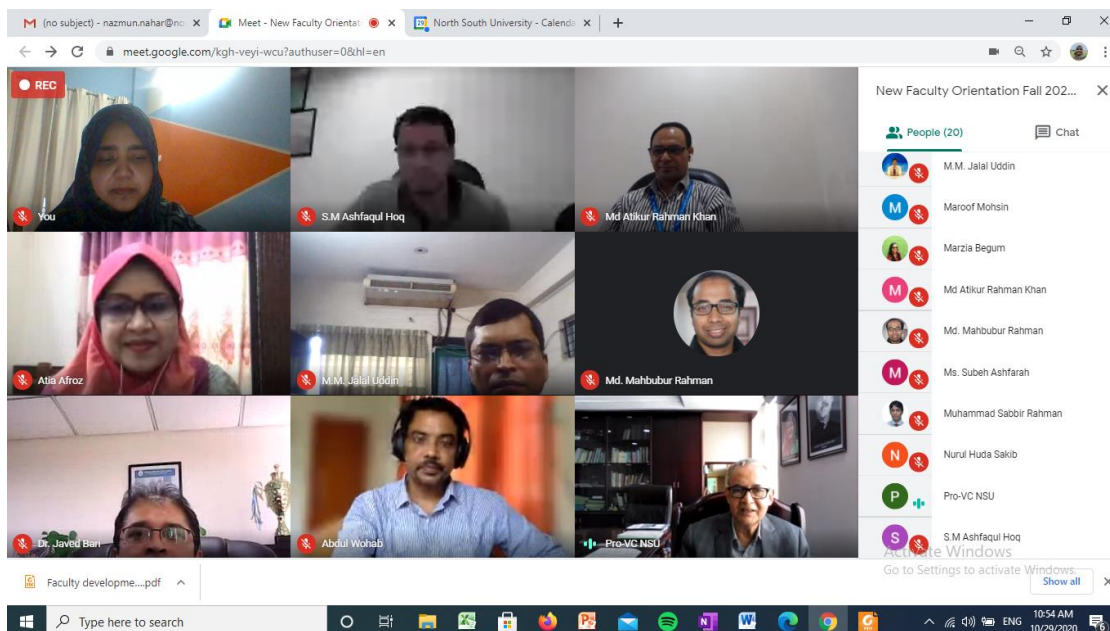 (no subject) - nazmun.nahar@no
Meet - New Faculty Orientat
North South University - Calenda
meet.google.com/kgh-veyi-wcu?authuser=0&hl=en
REC
You
S.M Ashfaqul Hoq
Md Atikur Rahman Khan
Atia Afroz
M.M. Jalal Uddin
Md. Mahbubur Rahman
Dr. Javed Bari
Abdul Wohab
Pro-VC NSU
New Faculty Orientation Fall 202...
People (20)
Chat
M.M. Jalal Uddin
M
Maroof Mohsin
Marzia Begum
M
Md Atikur Rahman Khan
Md. Mahbubur Rahman
M
Ms. Subeh Ashfarah
Muhammad Sabbir Rahman
N
Nurul Huda Sakib
P
Pro-VC NSU
S
S.M Ashfaqul Hoq
Activate Windows
Go to Settings to activate Windows.
Faculty developme....pdf
Show all
Type here to search
ENG
10:54 AM
10/29/2020
6